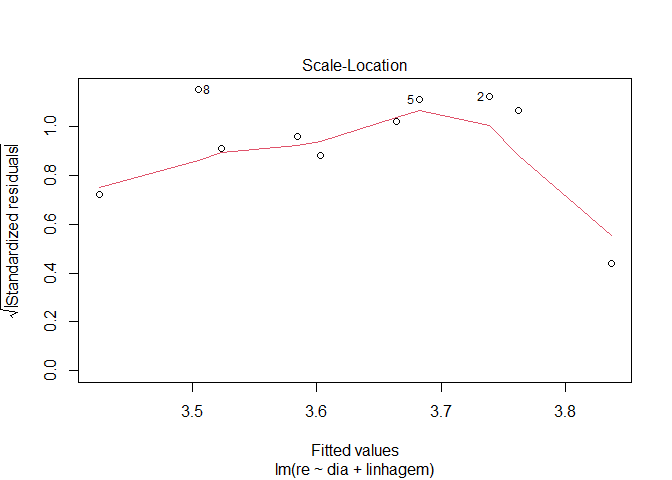 Scale-Location
√|Standardized residuals|
0.0 0.2 0.4 0.6 0.8 1.0
8
5
2
3.5 3.6 3.7 3.8
Fitted values
lm(re ~ dia + linhagem)